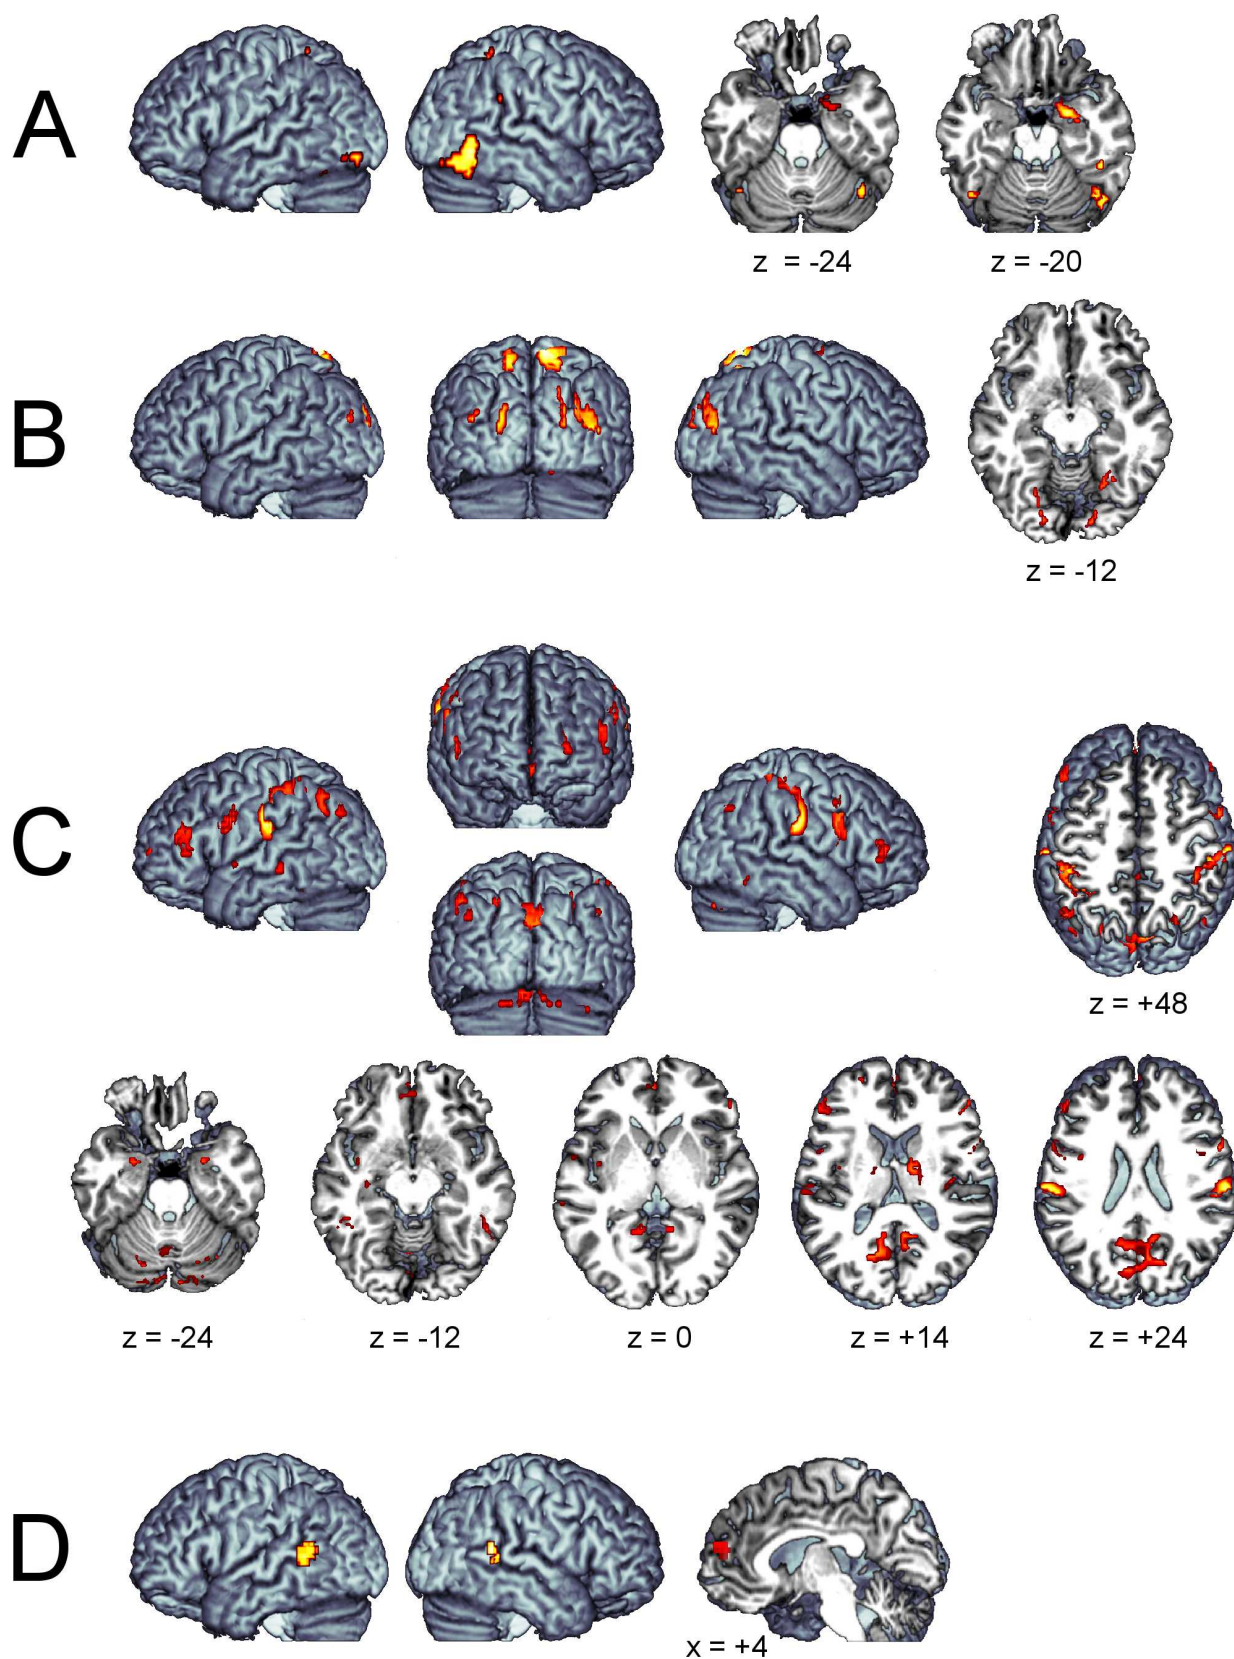 A
z = -24
z = -20
B
z = -12
C
z = +48
z = -24
z = -12
z = 0
z = +14
z = +24
D
x = +4